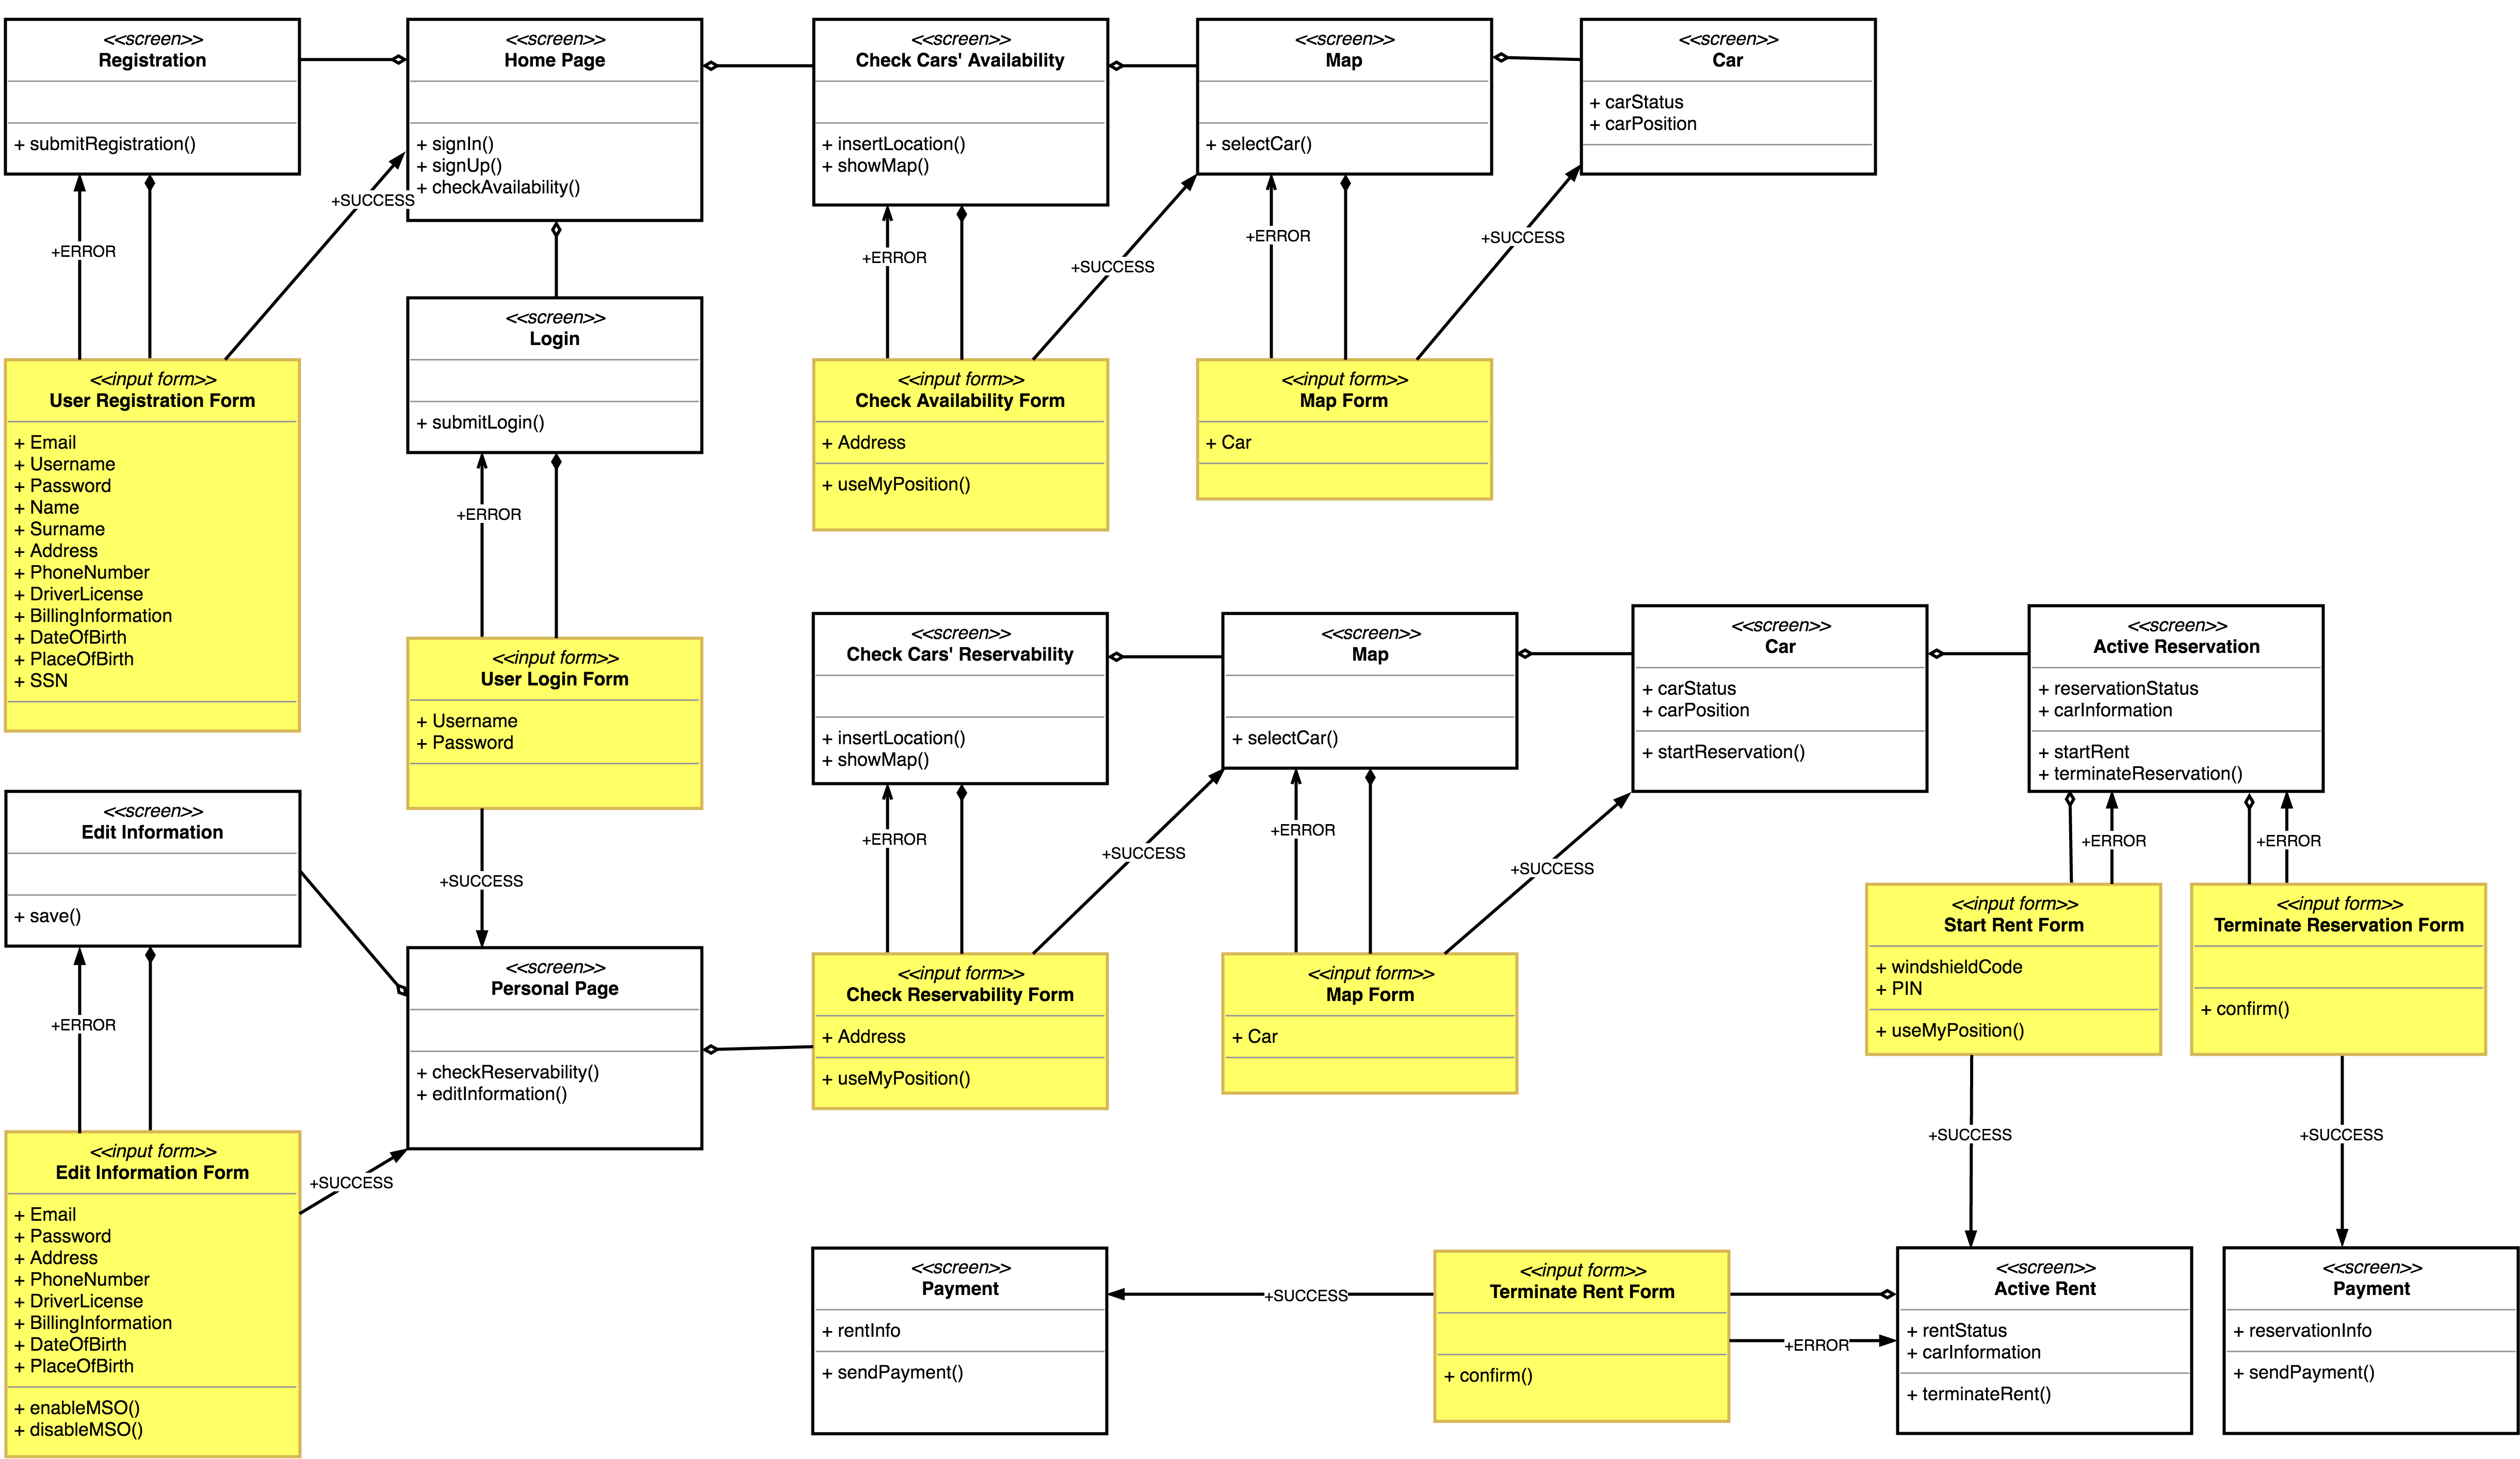 <<screen>>
Registration
+ submitRegistration()
<<screen>>
Home Page
+ signIn()
+ signUp()
+ checkAvailability()
<<screen>>
Check Cars' Availability
+ insertLocation()
+ showMap()
<<screen>>
Map
+ selectCar()
<<screen>>
Car
+ carStatus
+ carPosition
+SUCCESS
+ERROR
+ERROR
+SUCCESS
+ERROR
+SUCCESS
<<screen>>
Login
+ submitLogin()
<<input form>>
User Registration Form
+ Email
+ Username
+ Password
+ Name
+ Surname
+ Address
+ PhoneNumber
+ DriverLicense
+ BillingInformation
+ DateOfBirth
+ PlaceOfBirth
+ SSN
<<input form>>
Check Availability Form
+ Address
+ useMyPosition()
<<input form>>
Map Form
+ Car
+ERROR
<<input form>>
User Login Form
+ Username
+ Password
<<screen>>
Check Cars' Reservability
+ insertLocation()
+ showMap()
<<screen>>
Map
+ selectCar()
<<screen>>
Car
+ carStatus
+ carPosition
+ startReservation()
<<screen>>
Active Reservation
+ reservationStatus
+ carInformation
+ startRent
+ terminateReservation()
<<screen>>
Edit Information
+ save()
+SUCCESS
+ERROR
+SUCCESS
+ERROR
+SUCCESS
+ERROR
+ERROR
+ERROR
<<screen>>
Personal Page
+ checkReservability()
+ editInformation()
<<input form>>
Check Reservability Form
+ Address
+ useMyPosition()
<<input form>>
Map Form
+ Car
<<input form>>
Start Rent Form
+ windshieldCode
+ PIN
+ useMyPosition()
<<input form>>
Terminate Reservation Form
+ confirm()
<<input form>>
Edit Information Form
+ Email
+ Password
+ Address
+ PhoneNumber
+ DriverLicense
+ BillingInformation
+ DateOfBirth
+ PlaceOfBirth
+ enableMSO()
+ disableMSO()
+SUCCESS
+SUCCESS
+SUCCESS
<<screen>>
Payment
+ rentInfo
+ sendPayment()
+SUCCESS
<<input form>>
Terminate Rent Form
+ confirm()
+ERROR
<<screen>>
Active Rent
+ rentStatus
+ carInformation
+ terminateRent()
<<screen>>
Payment
+ reservationInfo
+ sendPayment()